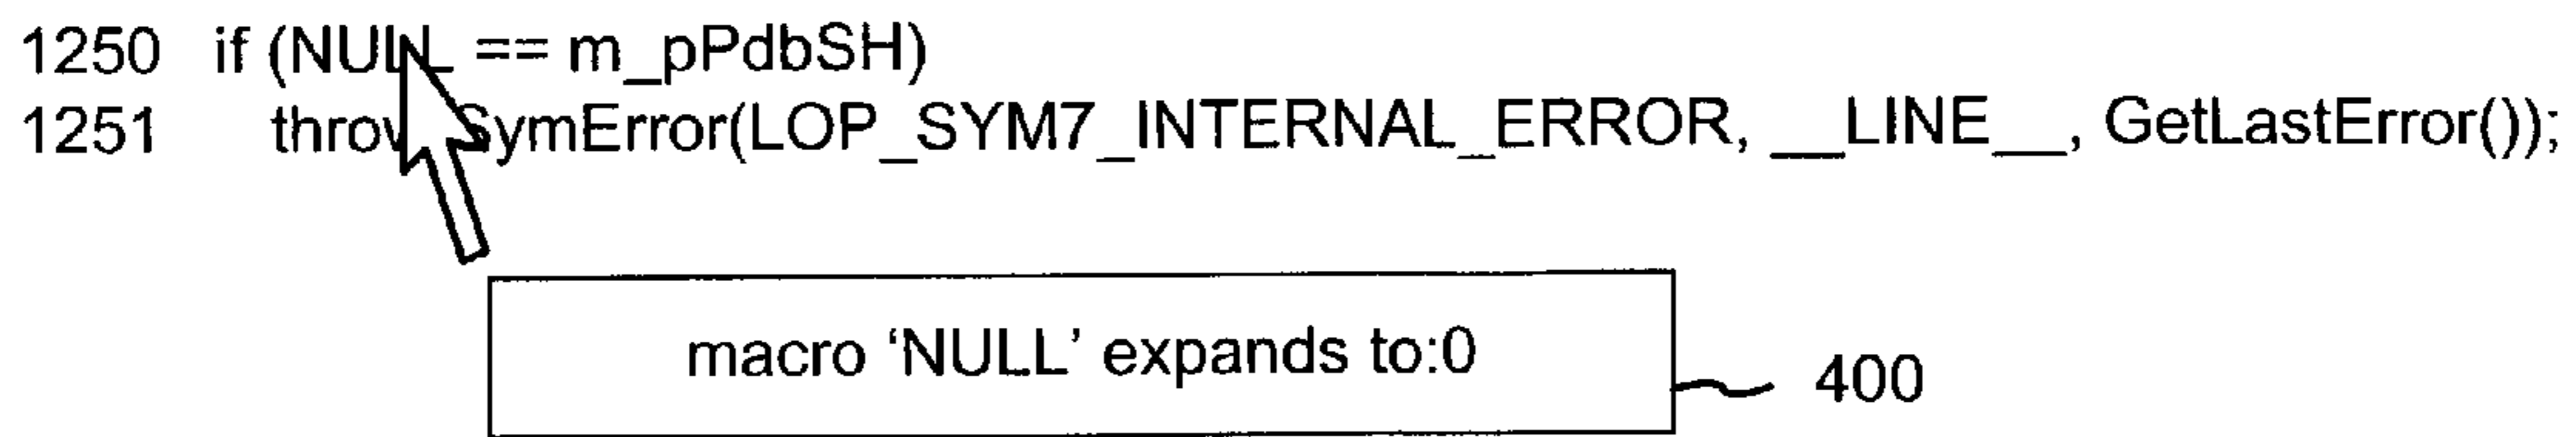 1250 if (NULL == m_pPdbSH)
1251 throw SymError(LOP_SYM7_INTERNAL_ERROR, __LINE__, GetLastError());
macro ‘NULL’ expands to:0
400